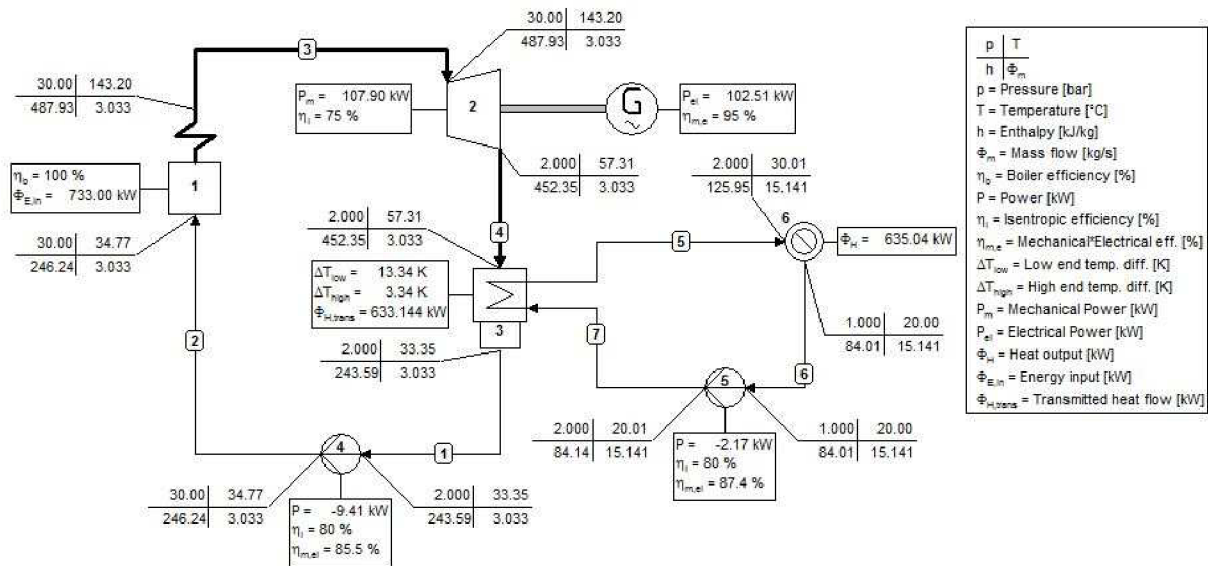 30.00 143.20
487.93 3.033
3
30.00 143.20
487.93 3.033
P_m = 107.90 kW
η_i = 75 %
2
G
~
P_el = 102.51 kW
η_m,e = 95 %
η_b = 100 %
Φ_E,in = 733.00 kW
1
30.00 34.77
246.24 3.033
2.000 57.31
452.35 3.033
4
2.000 57.31
452.35 3.033
ΔT_low = 13.34 K
ΔT_high = 3.34 K
Φ_H,trans = 633.144 kW
3
2.000 33.35
243.59 3.033
2.000 30.01
125.95 15.141
5
6
Φ_H = 635.04 kW
1.000 20.00
84.01 15.141
7
6
2
5
2.000 20.01
84.14 15.141
1.000 20.00
84.01 15.141
P = -2.17 kW
η_i = 80 %
η_m,el = 87.4 %
1
4
30.00 34.77
246.24 3.033
2.000 33.35
243.59 3.033
P = -9.41 kW
η_i = 80 %
η_m,el = 85.5 %
p T
h Φ_m
p = Pressure [bar]
T = Temperature [°C]
h = Enthalpy [kJ/kg]
Φ_m = Mass flow [kg/s]
η_b = Boiler efficiency [%]
P = Power [kW]
η_i = Isentropic efficiency [%]
η_m,e = Mechanical*Electrical eff. [%]
ΔT_low = Low end temp. diff. [K]
ΔT_high = High end temp. diff. [K]
P_m = Mechanical Power [kW]
P_el = Electrical Power [kW]
Φ_H = Heat output [kW]
Φ_E,in = Energy input [kW]
Φ_H,trans = Transmitted heat flow [kW]